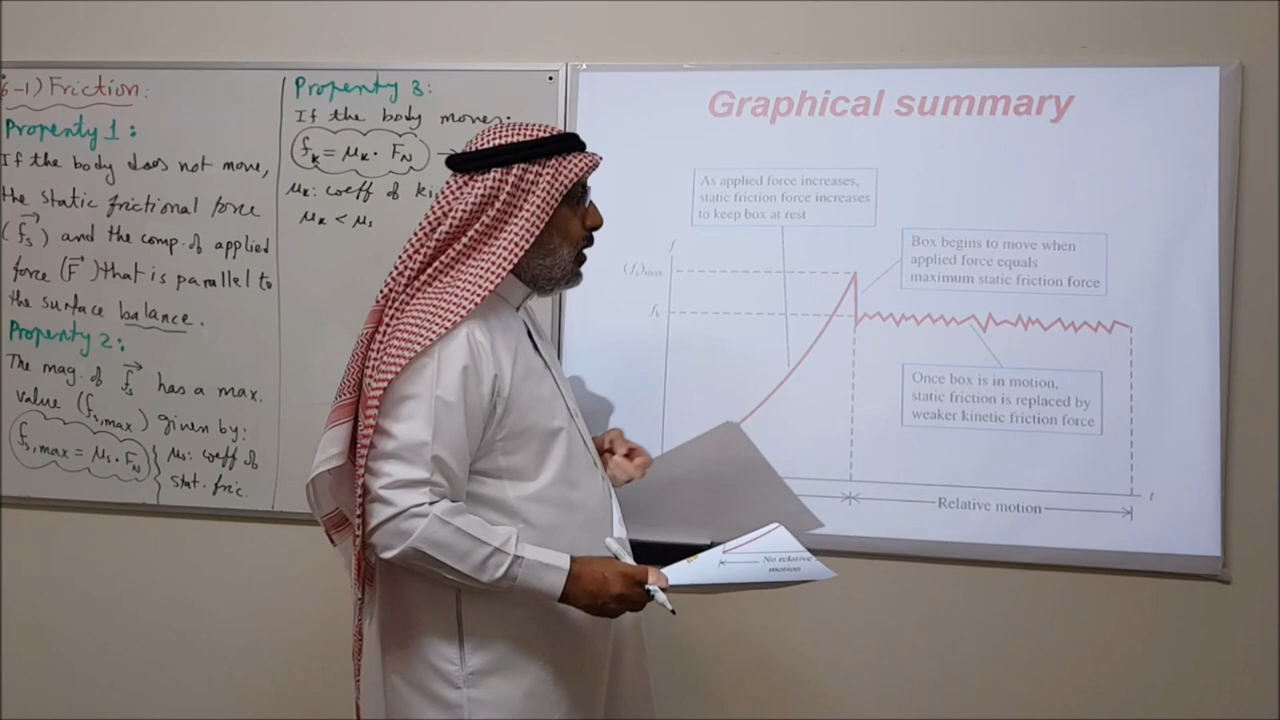 6-1) Friction:
Property 1:
If the body does not move,
the static frictional force
(fs) and the comp. of applied
force (F) that is parallel to
the surface balance.
Property 2:
The mag. of fs has a max.
value (fs,max) given by:
fs,max = μs . FN
μs: coeff of
stat. fric.
Property 3:
If the body moves:
fk = μk . FN →
μk: coeff of ki
μk < μs
Graphical summary
As applied force increases,
static friction force increases
to keep box at rest
f
(fs)max
fk
Box begins to move when
applied force equals
maximum static friction force
Once box is in motion,
static friction is replaced by
weaker kinetic friction force
Relative motion
t
No relative
motion